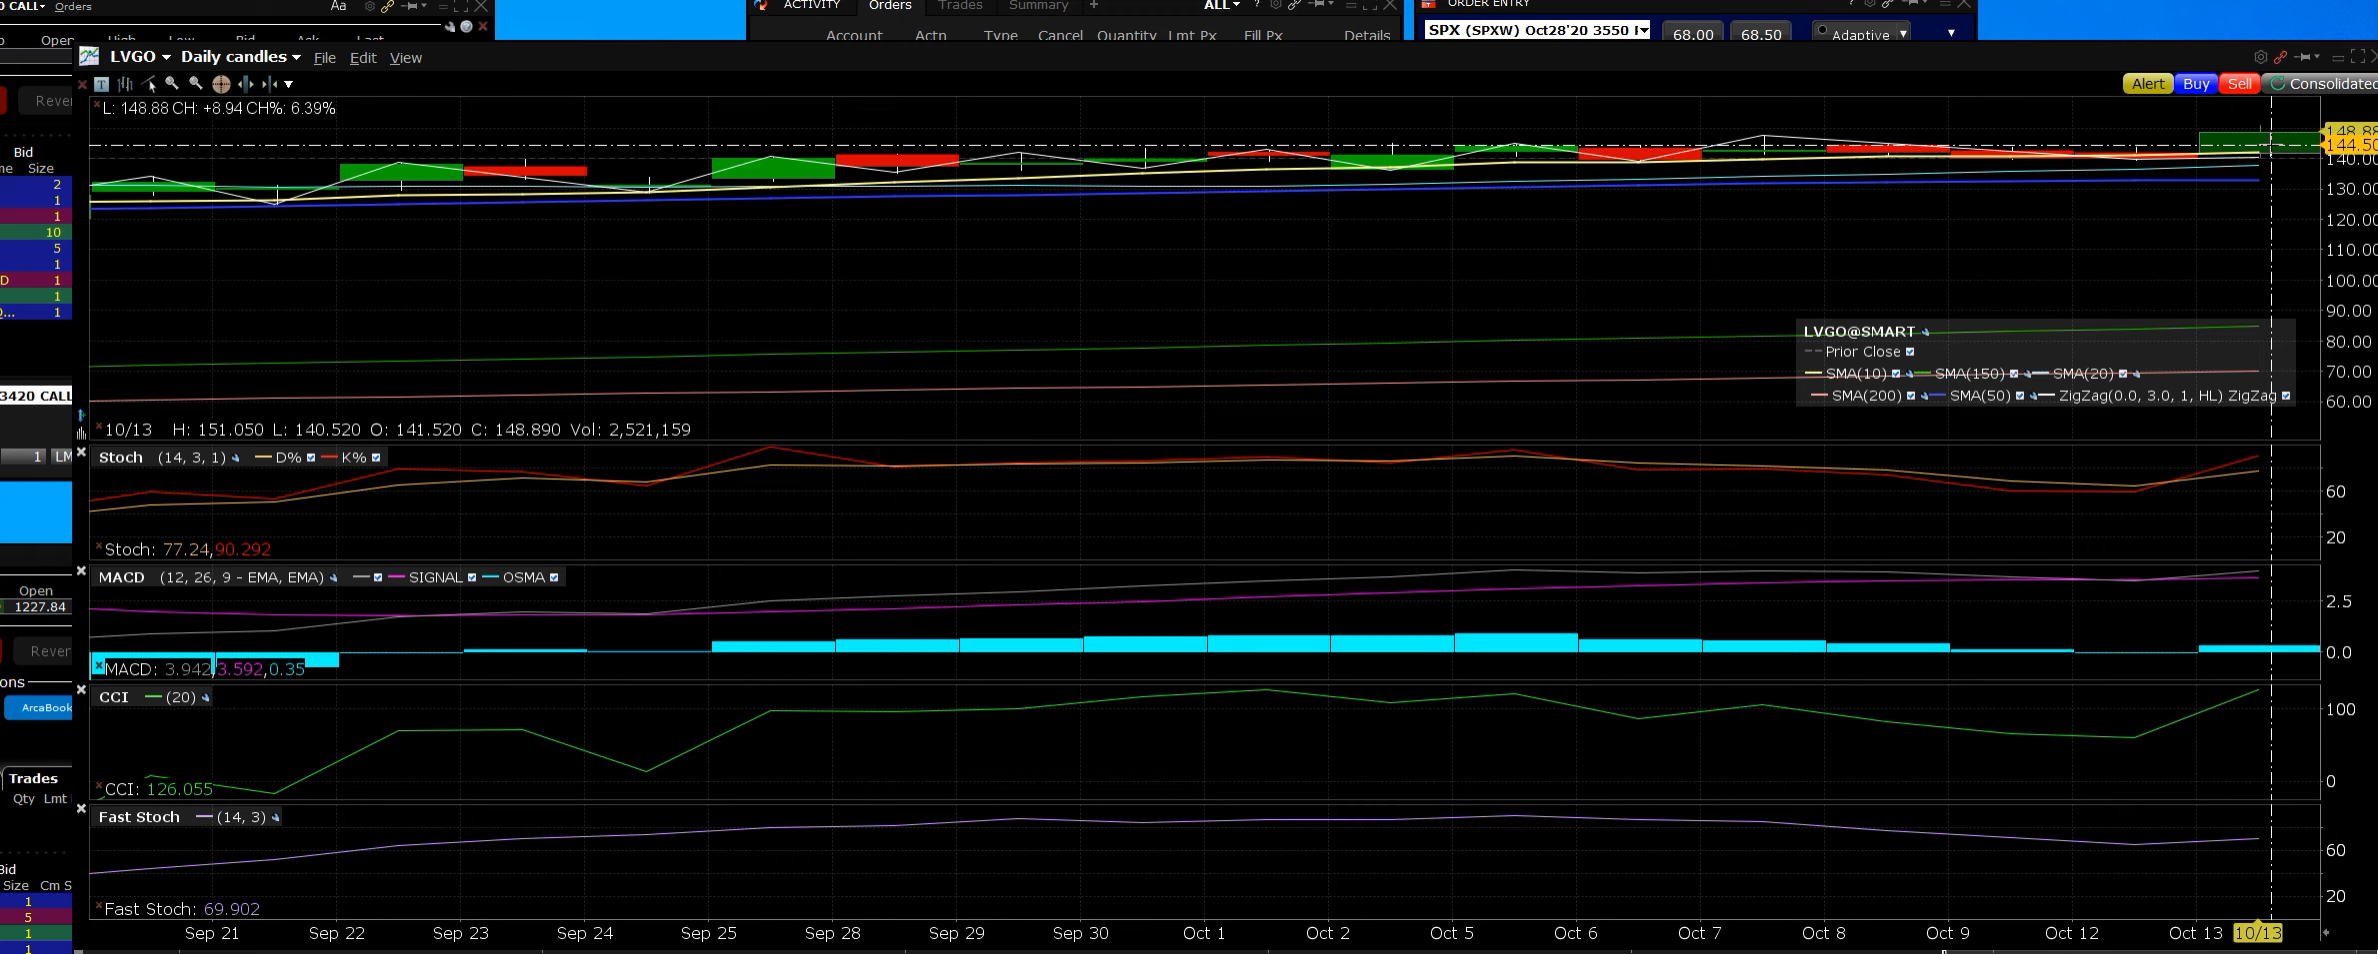 CALL Orders Aa
ACTIVITY Orders Trades Summary + ALL ?
ORDER ENTRY ?
Open High Low Bid Ask Last
Account Actn Type Cancel Quantity Lmt Px Fill Px Details
SPX (SPXW) Oct28'20 3550 68.00 68.50 Adaptive
LVGO Daily candles File Edit View
Alert Buy Sell Consolidated
L: 148.88 CH: +8.94 CH%: 6.39%
148.88
144.50
140.00
130.00
120.00
110.00
100.00
90.00
80.00
70.00
60.00
Bid
Size
2
1
1
10
5
1
D 1
1
Q... 1
LVGO@SMART
Prior Close
SMA(10) SMA(150) SMA(20)
SMA(200) SMA(50) ZigZag(0.0, 3.0, 1, HL) ZigZag
3420 CALL
10/13 H: 151.050 L: 140.520 O: 141.520 C: 148.890 Vol: 2,521,159
1 LM
Stoch (14, 3, 1) D% K%
60
20
Stoch: 77.24,90.292
MACD (12, 26, 9 - EMA, EMA) SIGNAL OSMA
2.5
0.0
MACD: 3.942,3.592,0.35
Open
1227.84
ArcaBook
CCI (20)
100
0
CCI: 126.055
Trades
Qty Lmt
Fast Stoch (14, 3)
60
20
Fast Stoch: 69.902
Bid
Size Cm S
1
5
1
1
Sep 21 Sep 22 Sep 23 Sep 24 Sep 25 Sep 28 Sep 29 Sep 30 Oct 1 Oct 2 Oct 5 Oct 6 Oct 7 Oct 8 Oct 9 Oct 12 Oct 13 10/13